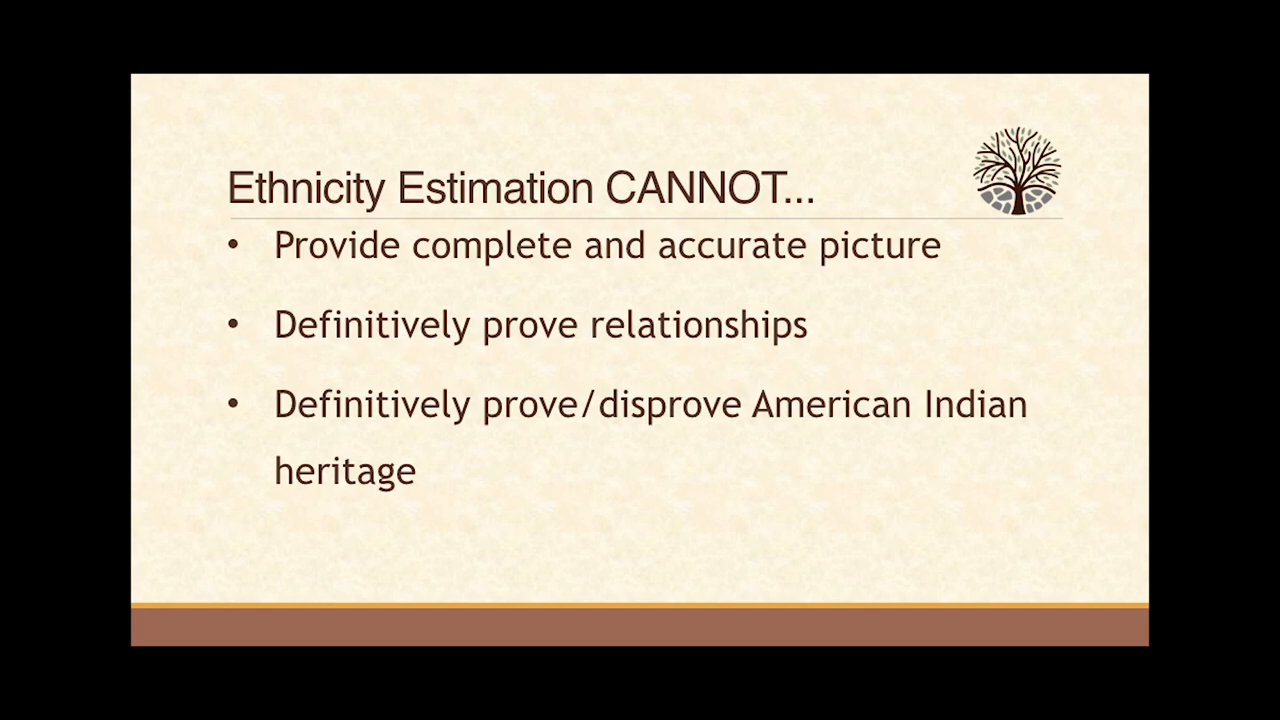 Ethnicity Estimation CANNOT...
• Provide complete and accurate picture
• Definitively prove relationships
• Definitively prove/disprove American Indian
heritage